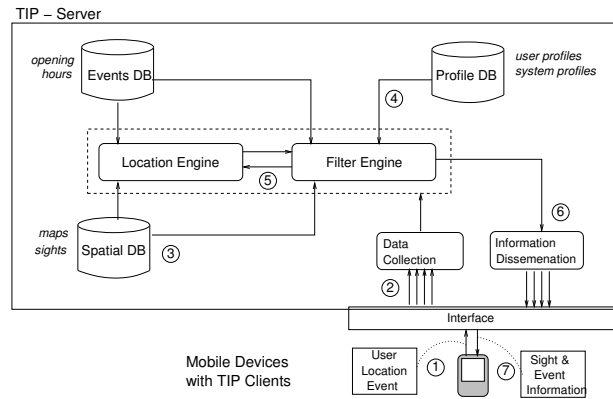 TIP – Server
opening
hours
Events DB
Profile DB
user profiles
system profiles
4
Location Engine
Filter Engine
5
maps
sights
Spatial DB
3
Data
Collection
6
Information
Dissemenation
2
Interface
Mobile Devices
with TIP Clients
User
Location
Event
1
7
Sight &
Event
Information